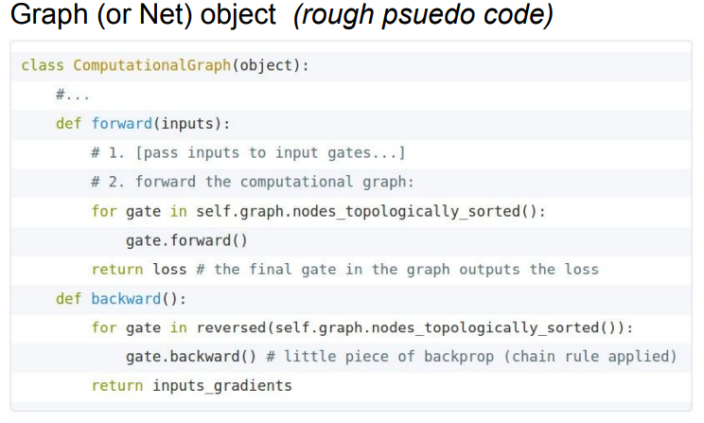 Graph (or Net) object (rough psuedo code)
class ComputationalGraph(object):
    #...
    def forward(inputs):
        # 1. [pass inputs to input gates...]
        # 2. forward the computational graph:
        for gate in self.graph.nodes_topologically_sorted():
            gate.forward()
        return loss # the final gate in the graph outputs the loss
    def backward():
        for gate in reversed(self.graph.nodes_topologically_sorted()):
            gate.backward() # little piece of backprop (chain rule applied)
        return inputs_gradients